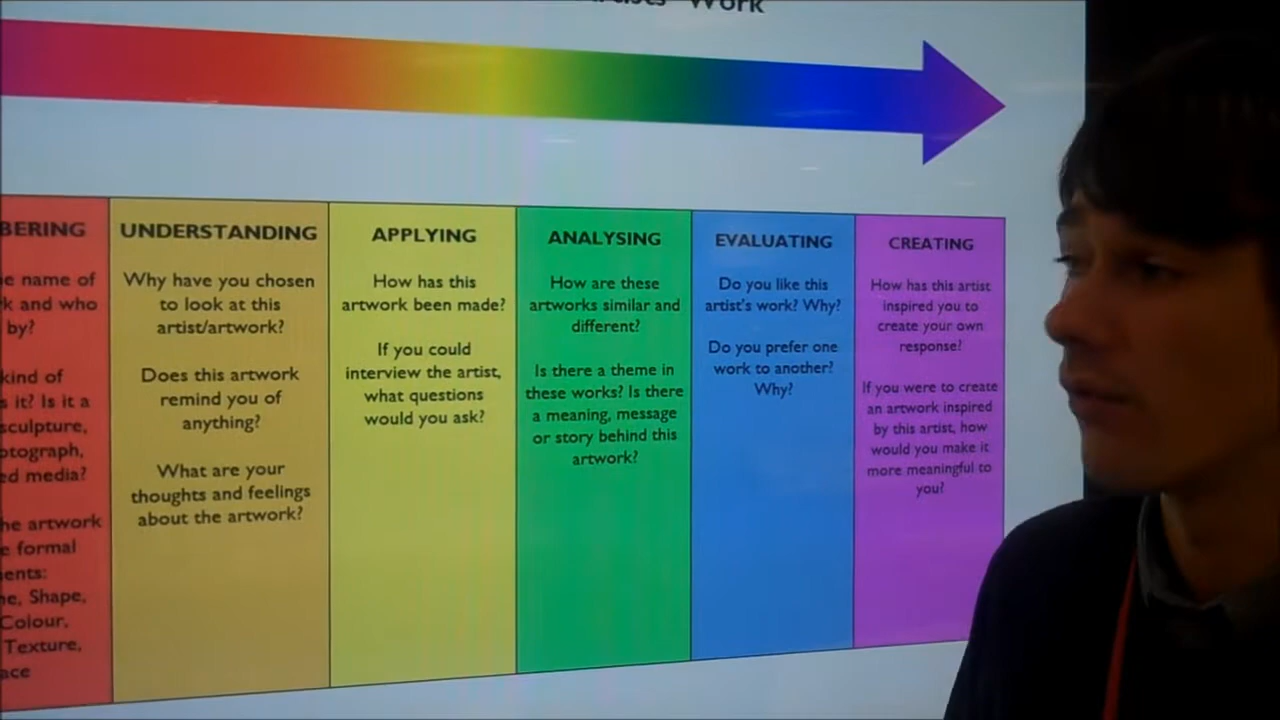 Work
BERING
name of
k and who
by?
kind of
s it? Is it a
sculpture,
otograph,
ed media?
he artwork
e formal
ents:
ne, Shape,
Colour,
Texture,
ace
UNDERSTANDING
Why have you chosen
to look at this
artist/artwork?
Does this artwork
remind you of
anything?
What are your
thoughts and feelings
about the artwork?
APPLYING
How has this
artwork been made?
If you could
interview the artist,
what questions
would you ask?
ANALYSING
How are these
artworks similar and
different?
Is there a theme in
these works? Is there
a meaning, message
or story behind this
artwork?
EVALUATING
Do you like this
artist's work? Why?
Do you prefer one
work to another?
Why?
CREATING
How has this artist
inspired you to
create your own
response?
If you were to create
an artwork inspired
by this artist, how
would you make it
more meaningful to
you?